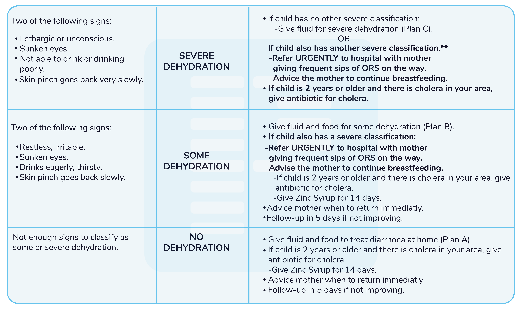 Two of the following signs:
• Lethargic or unconscious.
• Sunken eyes.
• Not able to drink or drinking
poorly.
• Skin pinch goes back very slowly.
SEVERE
DEHYDRATION
• If child has no other severe classification:
-Give fluid for severe dehydration (Plan C).
OR
If child also has another severe classification.**
-Refer URGENTLY to hospital with mother
giving frequent sips of ORS on the way.
Advise the mother to continue breastfeeding.
• If child is 2 years or older and there is cholera in your area,
give antibiotic for cholera.
Two of the following signs:
• Restless, irritable.
• Sunken eyes.
• Drinks eagerly, thirsty.
• Skin pinch goes back slowly.
SOME
DEHYDRATION
• Give fluid and food for some dehydration (Plan B).
• If child also has a severe classification:
-Refer URGENTLY to hospital with mother
giving frequent sips of ORS on the way.
Advise the mother to continue breastfeeding.
-If child is 2 years or older and there is cholera in your area, give
antibiotic for cholera.
-Give Zinc Syrup for 14 days.
• Advise mother when to return immediatly.
• Follow-up in 5 days if not improving.
Not enough signs to classify as
some or severe dehydration.
NO
DEHYDRATION
• Give fluid and food to treat diarrhoea at home (Plan A)
• If child is 2 years or older and there is cholera in your area, give
antibiotic for cholera
-Give Zinc Syrup for 14 days.
• Advise mother when to return immediatly
• Follow-up in 5 days if not improving.